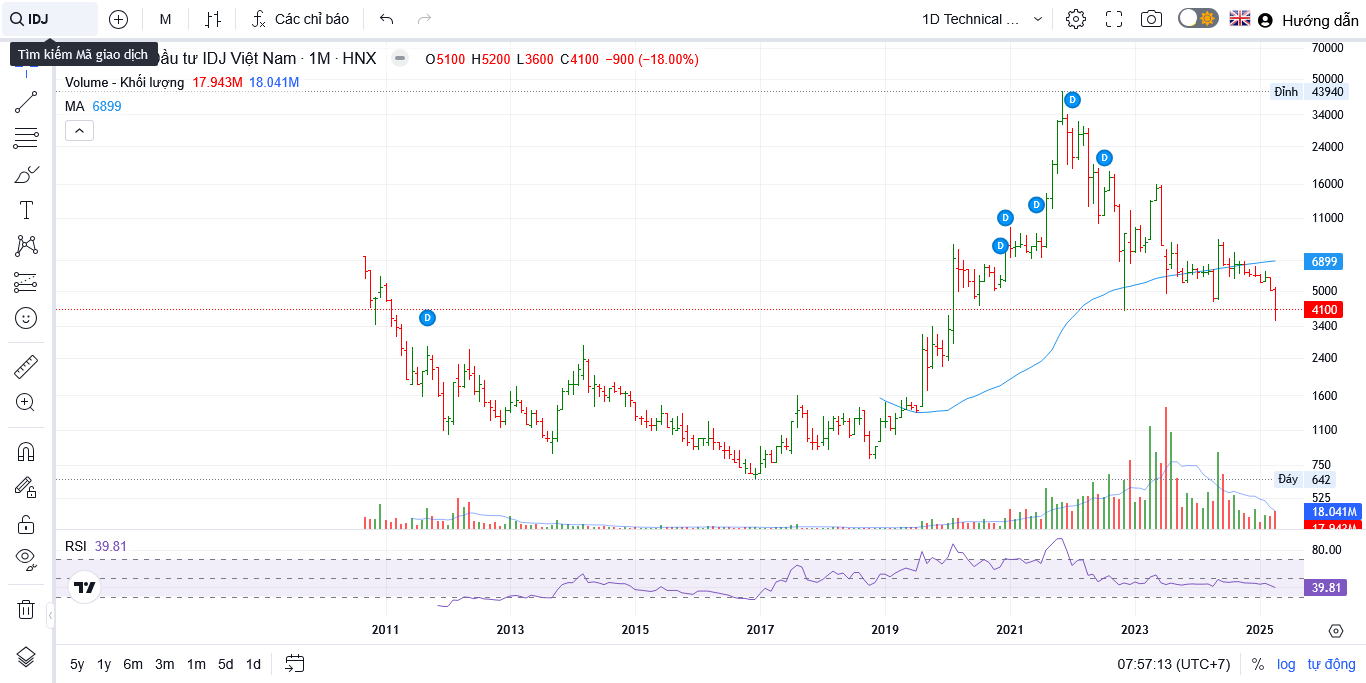 IDJ
M
Các chỉ báo
1D Technical ...
Hướng dẫn
Tìm kiếm Mã giao dịch
ầu tư IDJ Việt Nam · 1M · HNX
O5100 H5200 L3600 C4100 −900 (−18.00%)
Volume - Khối lượng 17.943M 18.041M
MA 6899
70000
50000
Đỉnh 43940
34000
24000
16000
11000
6899
5000
4100
3400
2400
1600
1100
750
Đáy 642
525
18.041M
17.943M
D
D
D
D
D
D
RSI 39.81
80.00
39.81
2011 2013 2015 2017 2019 2021 2023 2025
5y 1y 6m 3m 1m 5d 1d
07:57:13 (UTC+7)
% log tự động